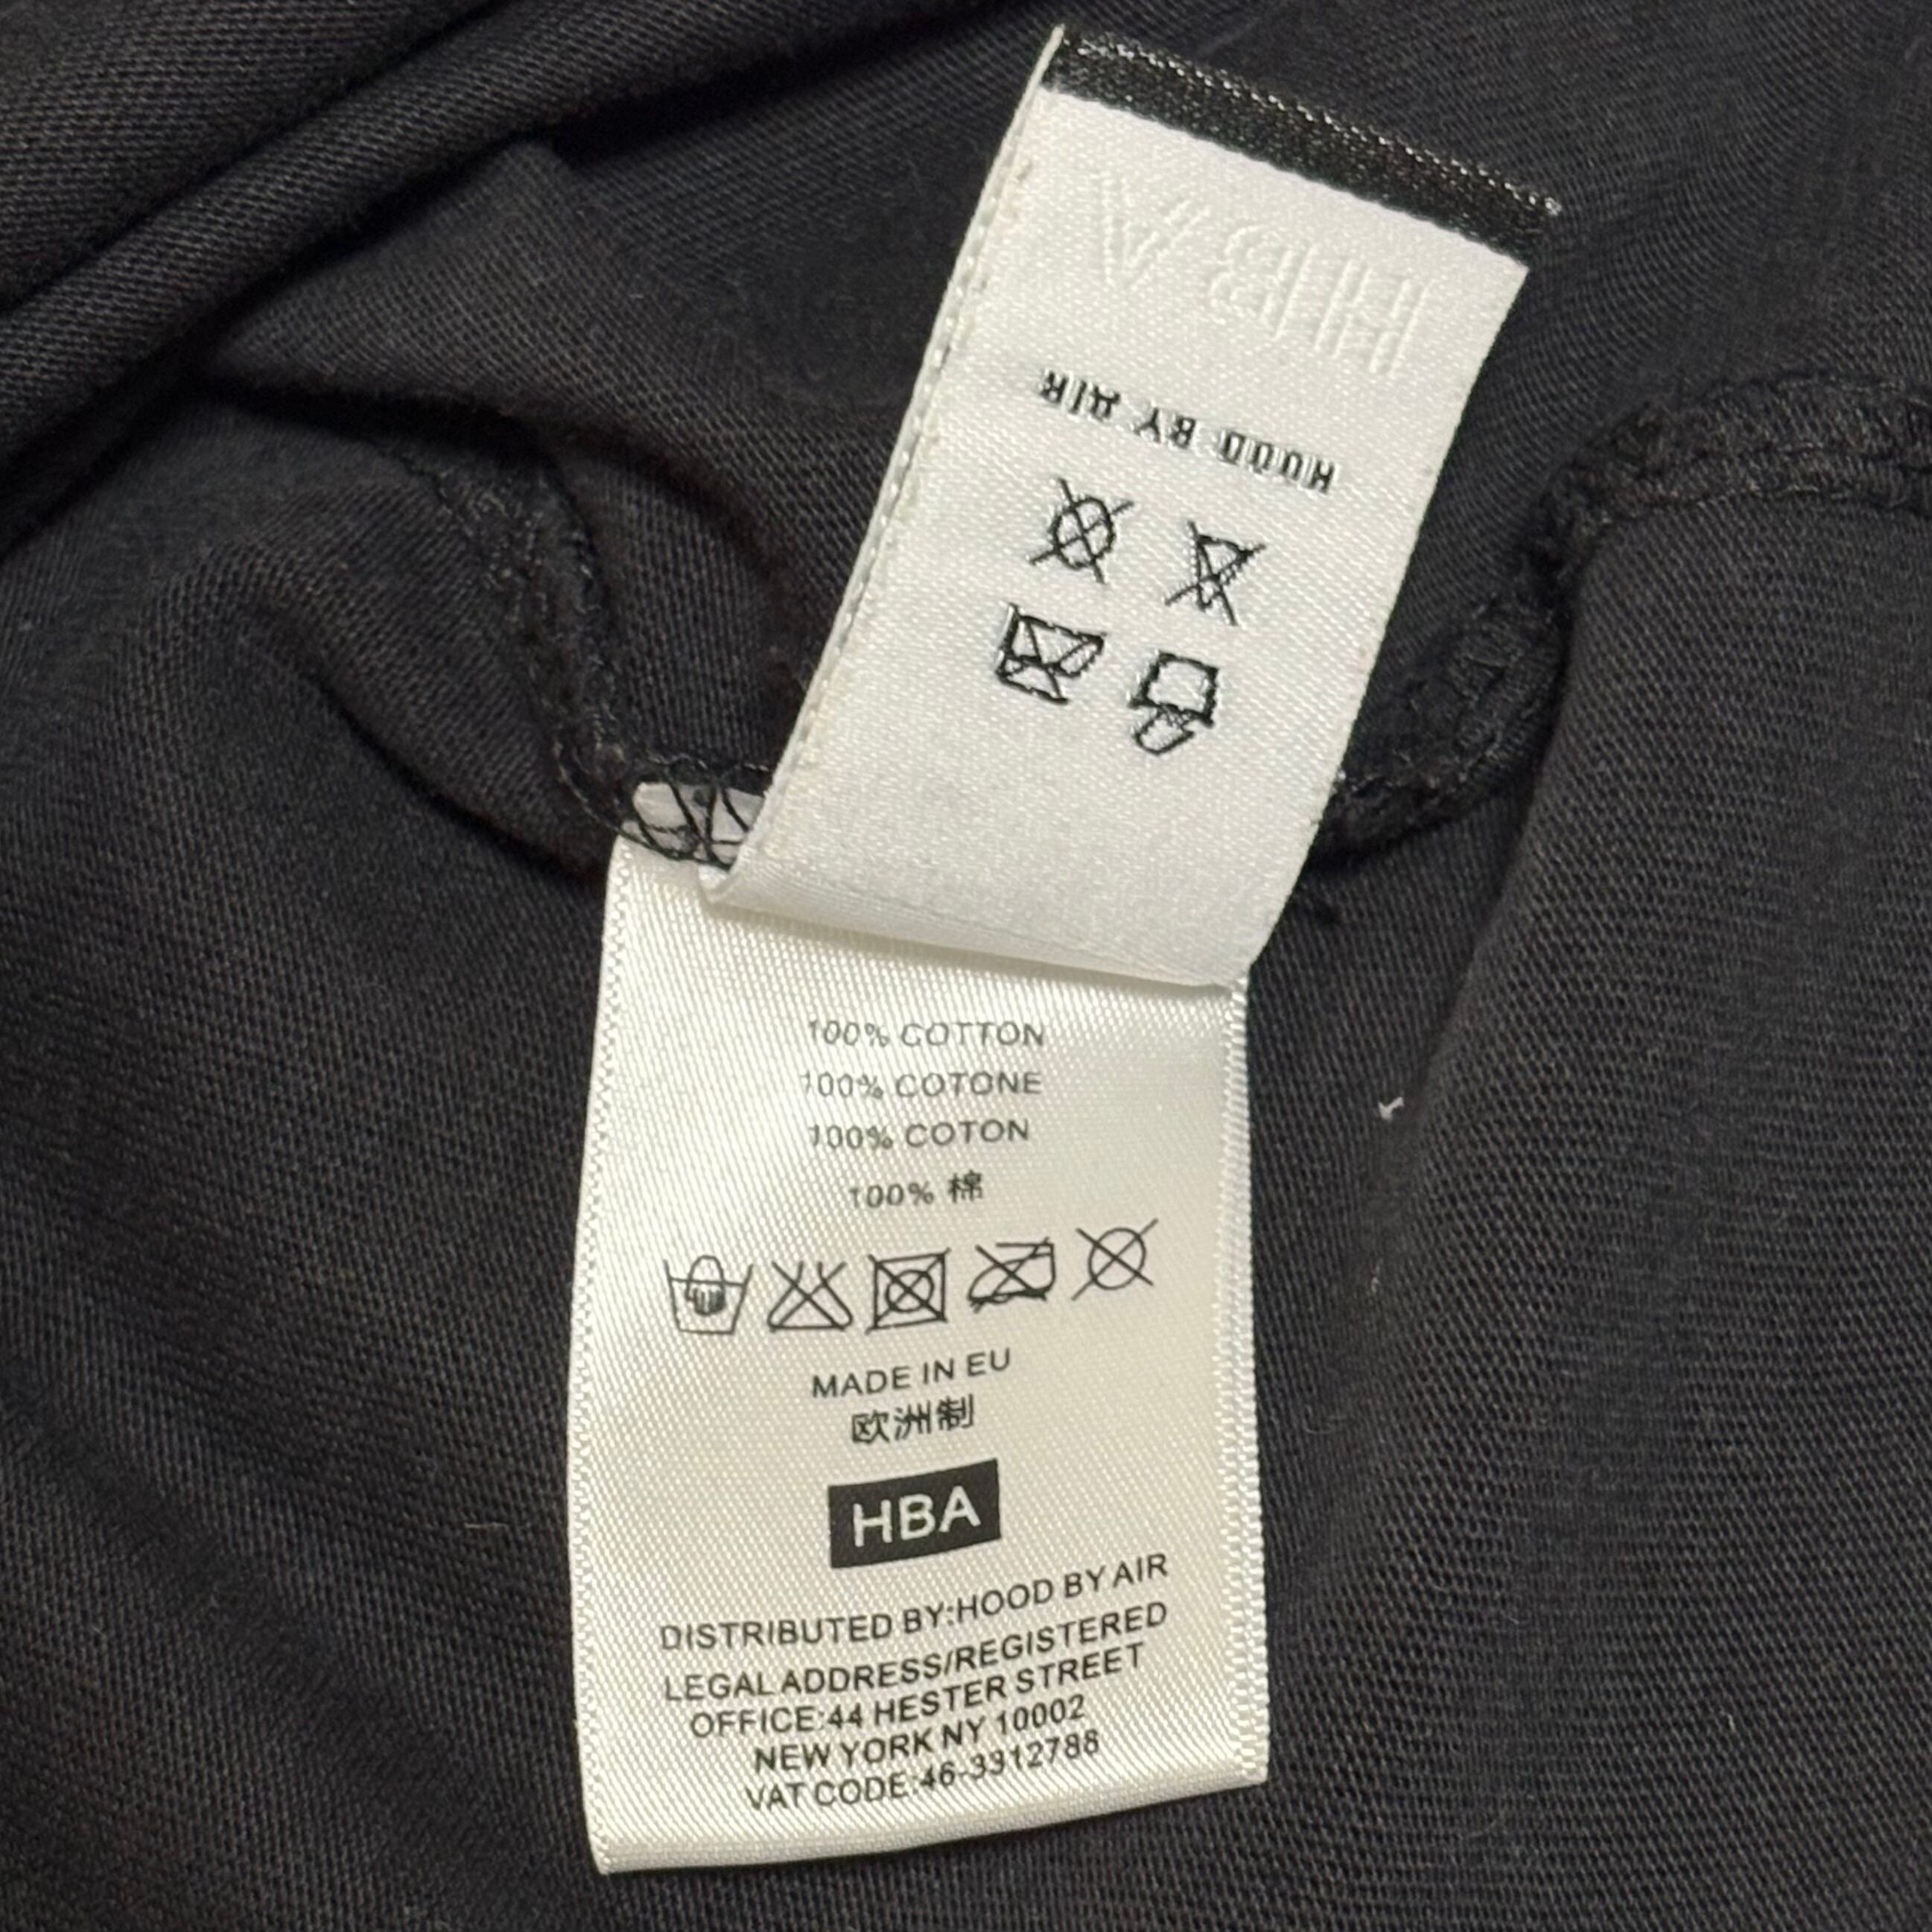 HBA
HOOD BY AIR
100% COTTON
100% COTONE
100% COTON
100% 棉
MADE IN EU
欧洲制
HBA
DISTRIBUTED BY:HOOD BY AIR
LEGAL ADDRESS/REGISTERED
OFFICE:44 HESTER STREET
NEW YORK NY 10002
VAT CODE:46-3312788